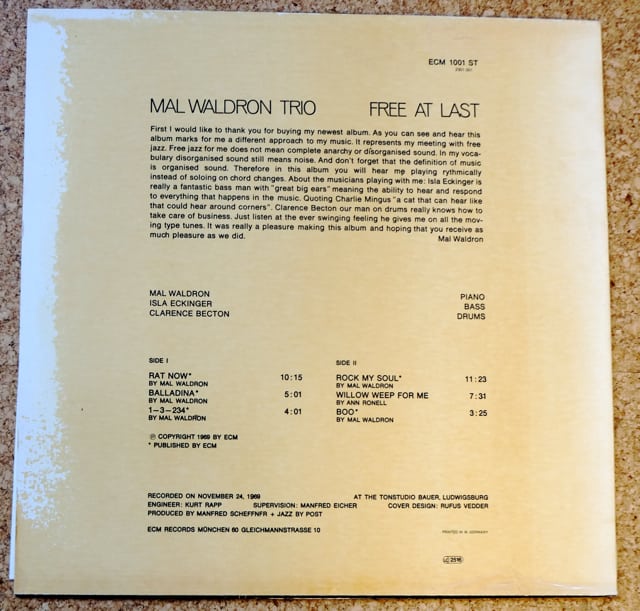 ECM 1001 ST
2301 001
MAL WALDRON TRIO FREE AT LAST
First I would like to thank you for buying my newest album. As you can see and hear this
album marks for me a different approach to my music. It represents my meeting with free
jazz. Free jazz for me does not mean complete anarchy or disorganised sound. In my voca-
bulary disorganised sound still means noise. And don't forget that the definition of music
is organised sound. Therefore in this album you will hear me playing rythmically
instead of soloing on chord changes. About the musicians playing with me: Isla Eckinger is
really a fantastic bass man with "great big ears" meaning the ability to hear and respond
to everything that happens in the music. Quoting Charlie Mingus "a cat that can hear like
that could hear around corners". Clarence Becton our man on drums really knows how to
take care of business. Just listen at the ever swinging feeling he gives me on all the mov-
ing type tunes. It was really a pleasure making this album and hoping that you receive as
much pleasure as we did. Mal Waldron
MAL WALDRON PIANO
ISLA ECKINGER BASS
CLARENCE BECTON DRUMS
SIDE I
RAT NOW* 10:15
BY MAL WALDRON
BALLADINA* 5:01
BY MAL WALDRON
1–3–234* 4:01
BY MAL WALDRON
SIDE II
ROCK MY SOUL* 11:23
BY MAL WALDRON
WILLOW WEEP FOR ME 7:31
BY ANN RONELL
BOO* 3:25
BY MAL WALDRON
℗ COPYRIGHT 1969 BY ECM
* PUBLISHED BY ECM
RECORDED ON NOVEMBER 24, 1969 AT THE TONSTUDIO BAUER, LUDWIGSBURG
ENGINEER: KURT RAPP SUPERVISION: MANFRED EICHER COVER DESIGN: RUFUS VEDDER
PRODUCED BY MANFRED SCHEFFNFR + JAZZ BY POST
ECM RECORDS MÜNCHEN 60 GLEICHMANNSTRASSE 10 PRINTED IN W. GERMANY
LC 2516